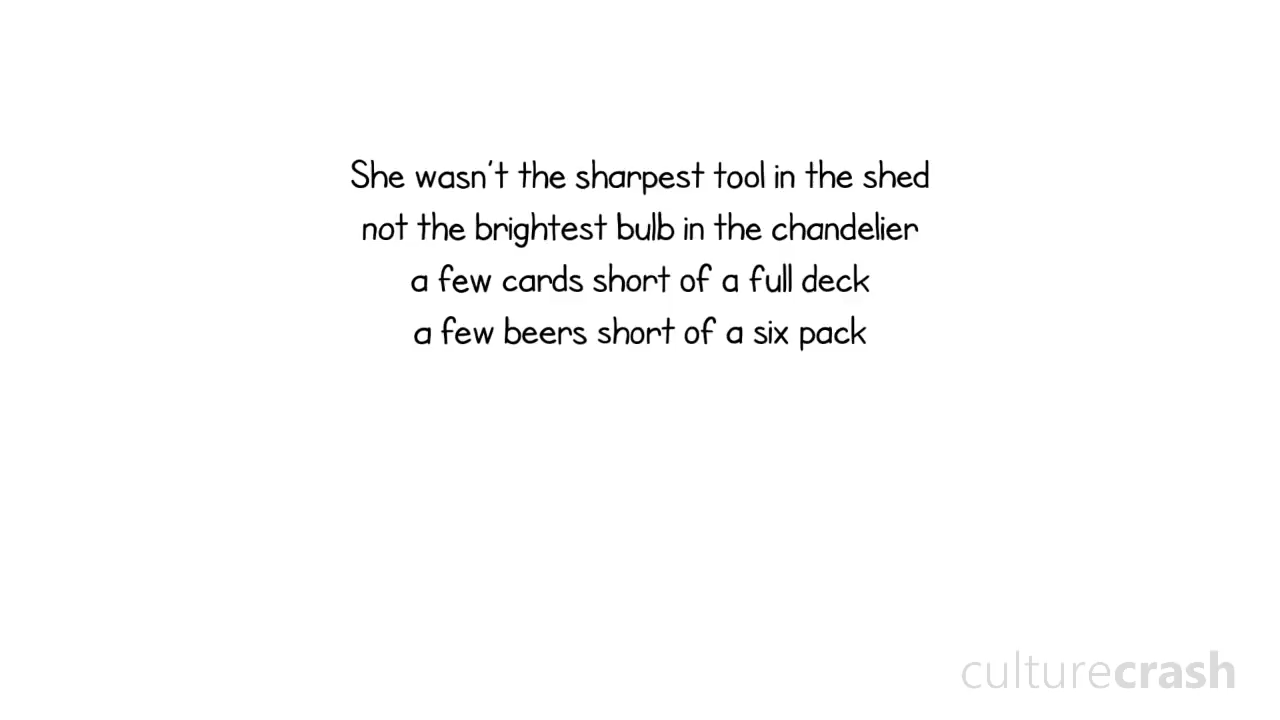 She wasn't the sharpest tool in the shed
not the brightest bulb in the chandelier
a few cards short of a full deck
a few beers short of a six pack
culturecrash